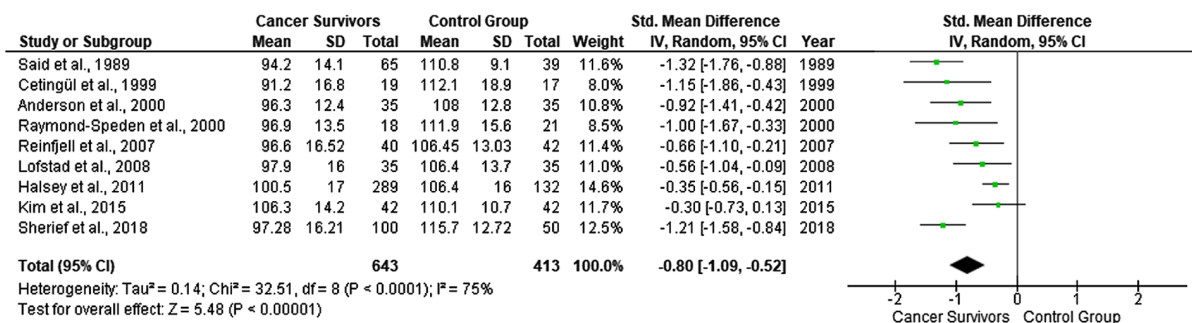 Cancer Survivors Control Group Std. Mean Difference Std. Mean Difference
Study or Subgroup Mean SD Total Mean SD Total Weight IV, Random, 95% CI Year IV, Random, 95% CI
Said et al., 1989 94.2 14.1 65 110.8 9.1 39 11.6% -1.32 [-1.76, -0.88] 1989
Cetingül et al., 1999 91.2 16.8 19 112.1 18.9 17 8.0% -1.15 [-1.86, -0.43] 1999
Anderson et al., 2000 96.3 12.4 35 108 12.8 35 10.8% -0.92 [-1.41, -0.42] 2000
Raymond-Speden et al., 2000 96.9 13.5 18 111.9 15.6 21 8.5% -1.00 [-1.67, -0.33] 2000
Reinfjell et al., 2007 96.6 16.52 40 106.45 13.03 42 11.4% -0.66 [-1.10, -0.21] 2007
Lofstad et al., 2008 97.9 16 35 106.4 13.7 35 11.0% -0.56 [-1.04, -0.09] 2008
Halsey et al., 2011 100.5 17 289 106.4 16 132 14.6% -0.35 [-0.56, -0.15] 2011
Kim et al., 2015 106.3 14.2 42 110.1 10.7 42 11.7% -0.30 [-0.73, 0.13] 2015
Sherief et al., 2018 97.28 16.21 100 115.7 12.72 50 12.5% -1.21 [-1.58, -0.84] 2018
Total (95% CI) 643 413 100.0% -0.80 [-1.09, -0.52]
Heterogeneity: Tau² = 0.14; Chi² = 32.51, df = 8 (P < 0.0001); I² = 75%
Test for overall effect: Z = 5.48 (P < 0.00001)
-2 -1 0 1 2
Cancer Survivors Control Group